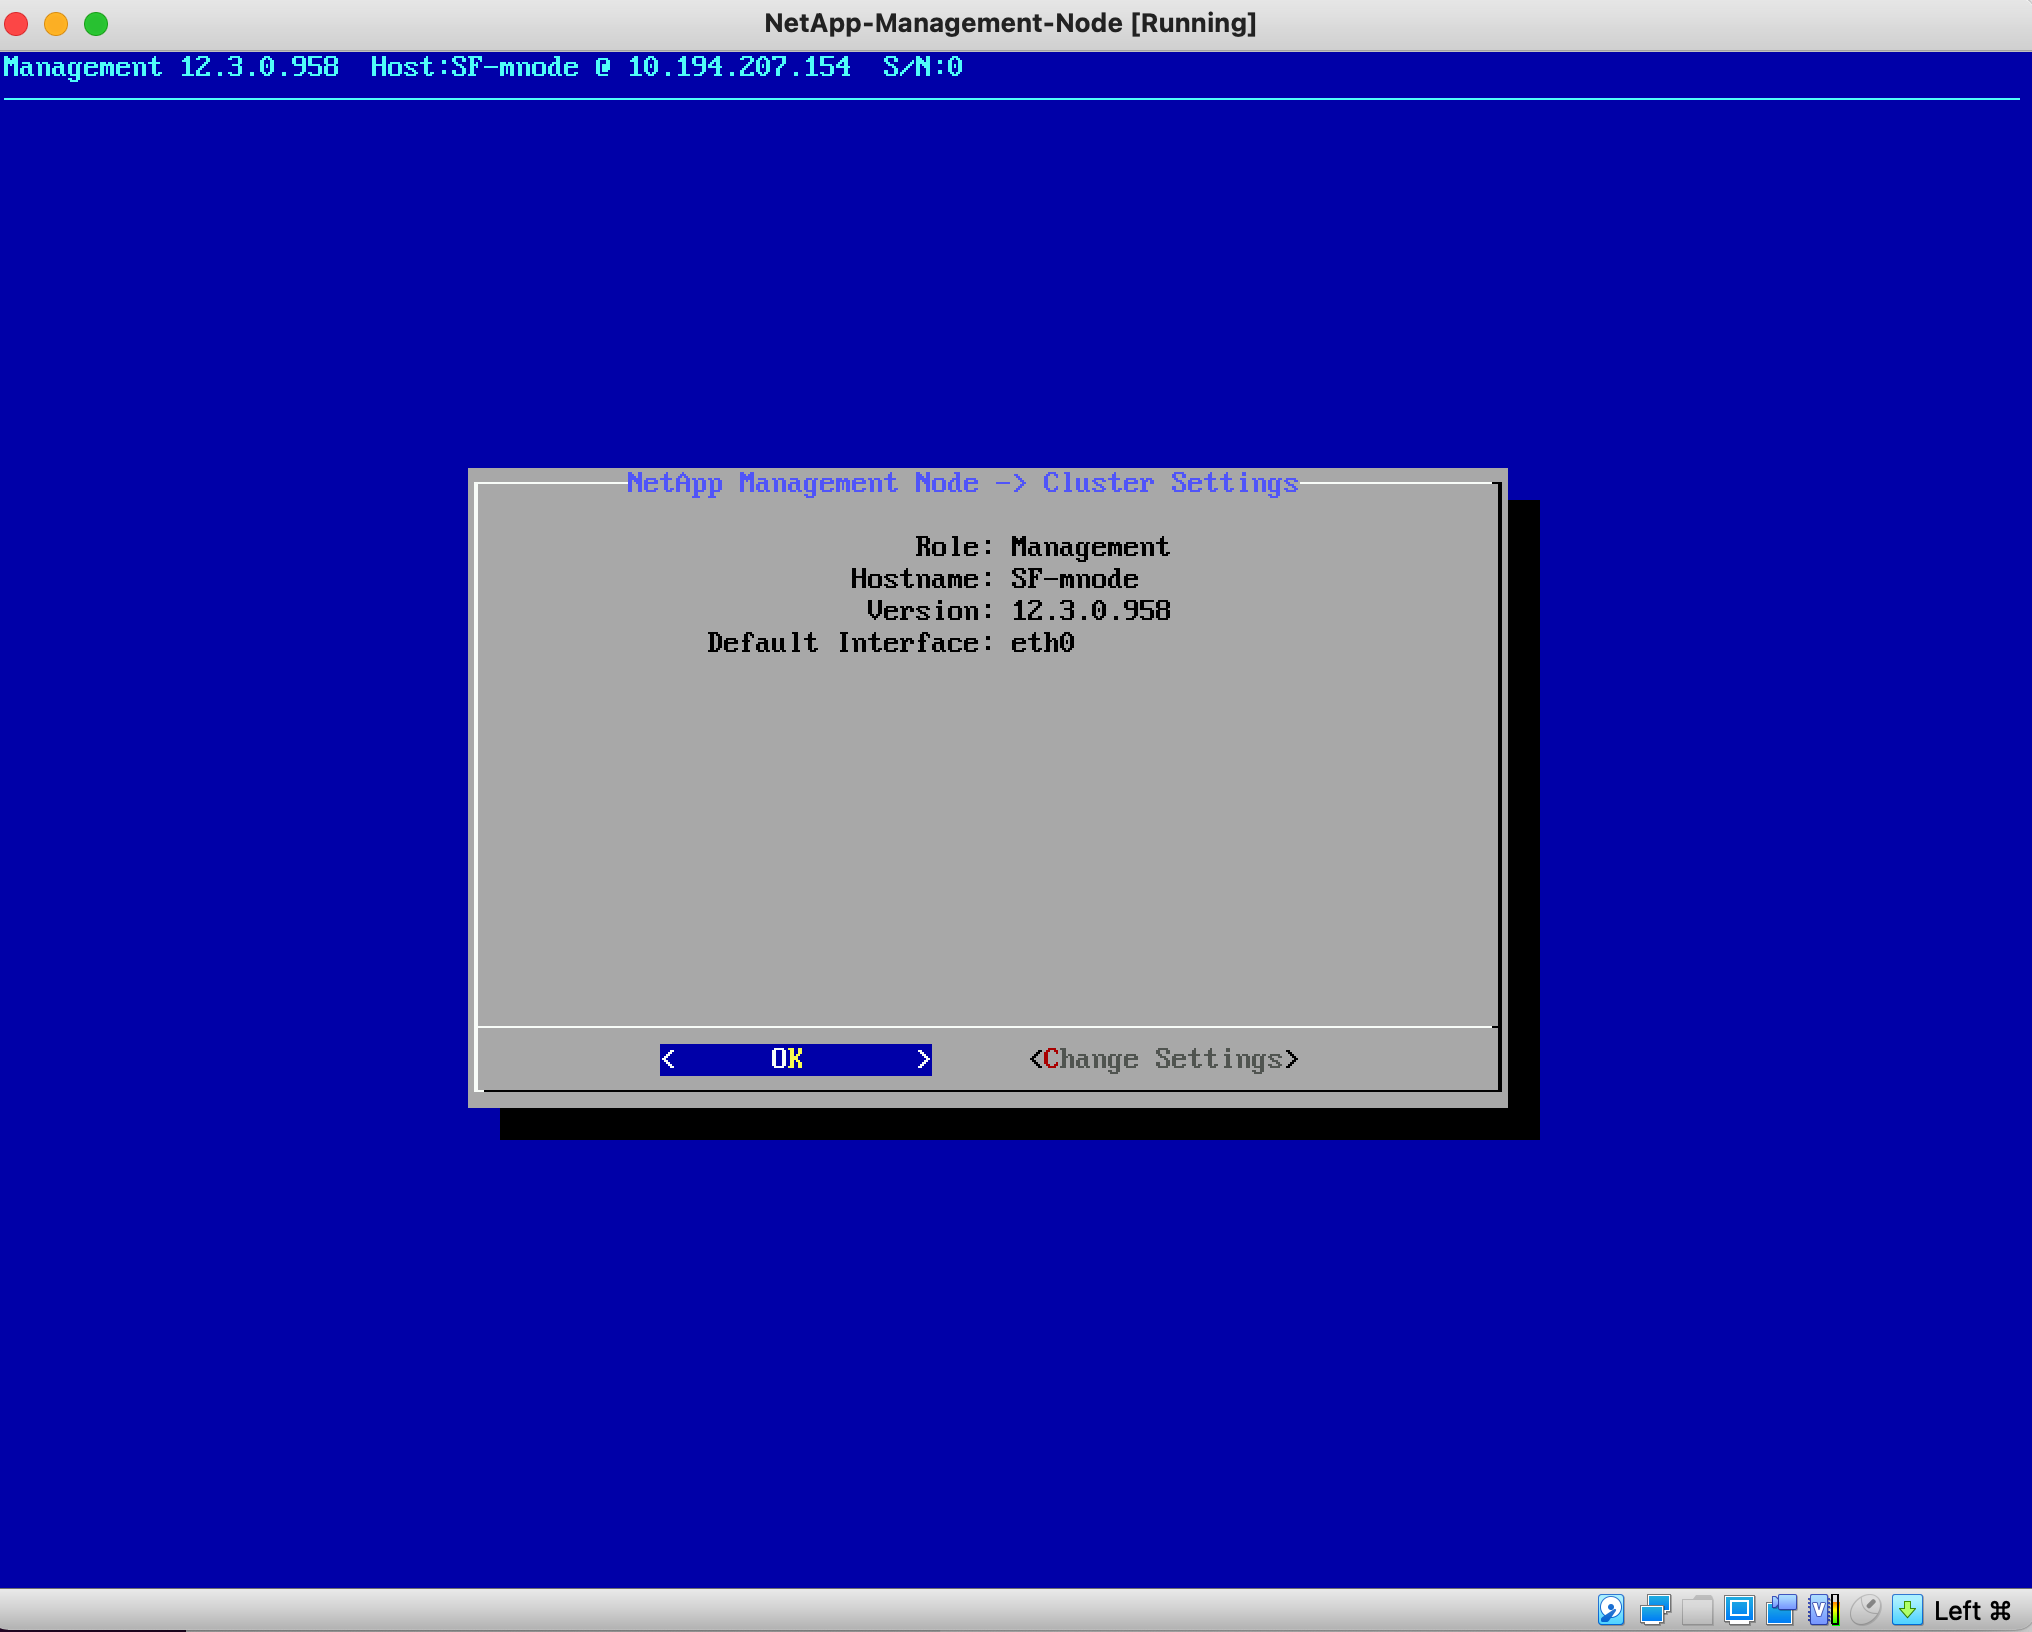 NetApp-Management-Node [Running]
Management 12.3.0.958  Host:SF-mnode @ 10.194.207.154  S/N:0
NetApp Management Node -> Cluster Settings
Role: Management
Hostname: SF-mnode
Version: 12.3.0.958
Default Interface: eth0
< OK > <Change Settings>
Left ⌘